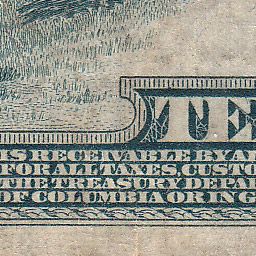 TE
IS RECEIVABLE BY A
FOR ALL TAXES, CUSTO
THE TREASURY DEPA
OF COLUMBIA OR IN G